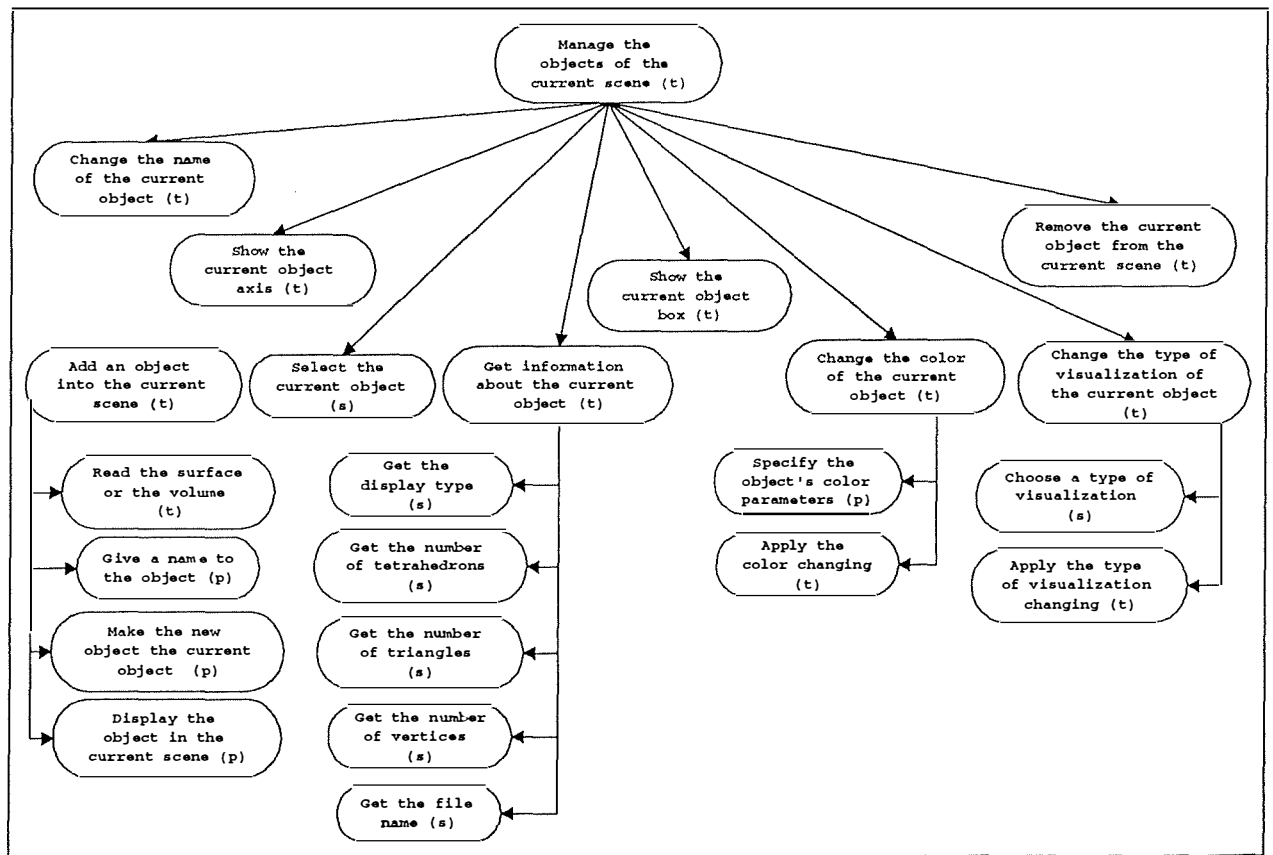 Manage the
objects of the
current scene (t)
Change the name
of the current
object (t)
Show the
current object
axis (t)
Show the
current object
box (t)
Remove the current
object from the
current scene (t)
Add an object
into the current
scene (t)
Select the
current object
(s)
Get information
about the current
object (t)
Change the color
of the current
object (t)
Change the type of
visualization of
the current object
(t)
Read the surface
or the volume
(t)
Give a name to
the object (p)
Make the new
object the current
object (p)
Display the
object in the
current scene (p)
Get the
display type
(s)
Get the number
of tetrahedrons
(s)
Get the number
of triangles
(s)
Get the number
of vertices
(s)
Get the file
name (s)
Specify the
object's color
parameters (p)
Apply the
color changing
(t)
Choose a type of
visualization
(s)
Apply the type
of visualization
changing (t)